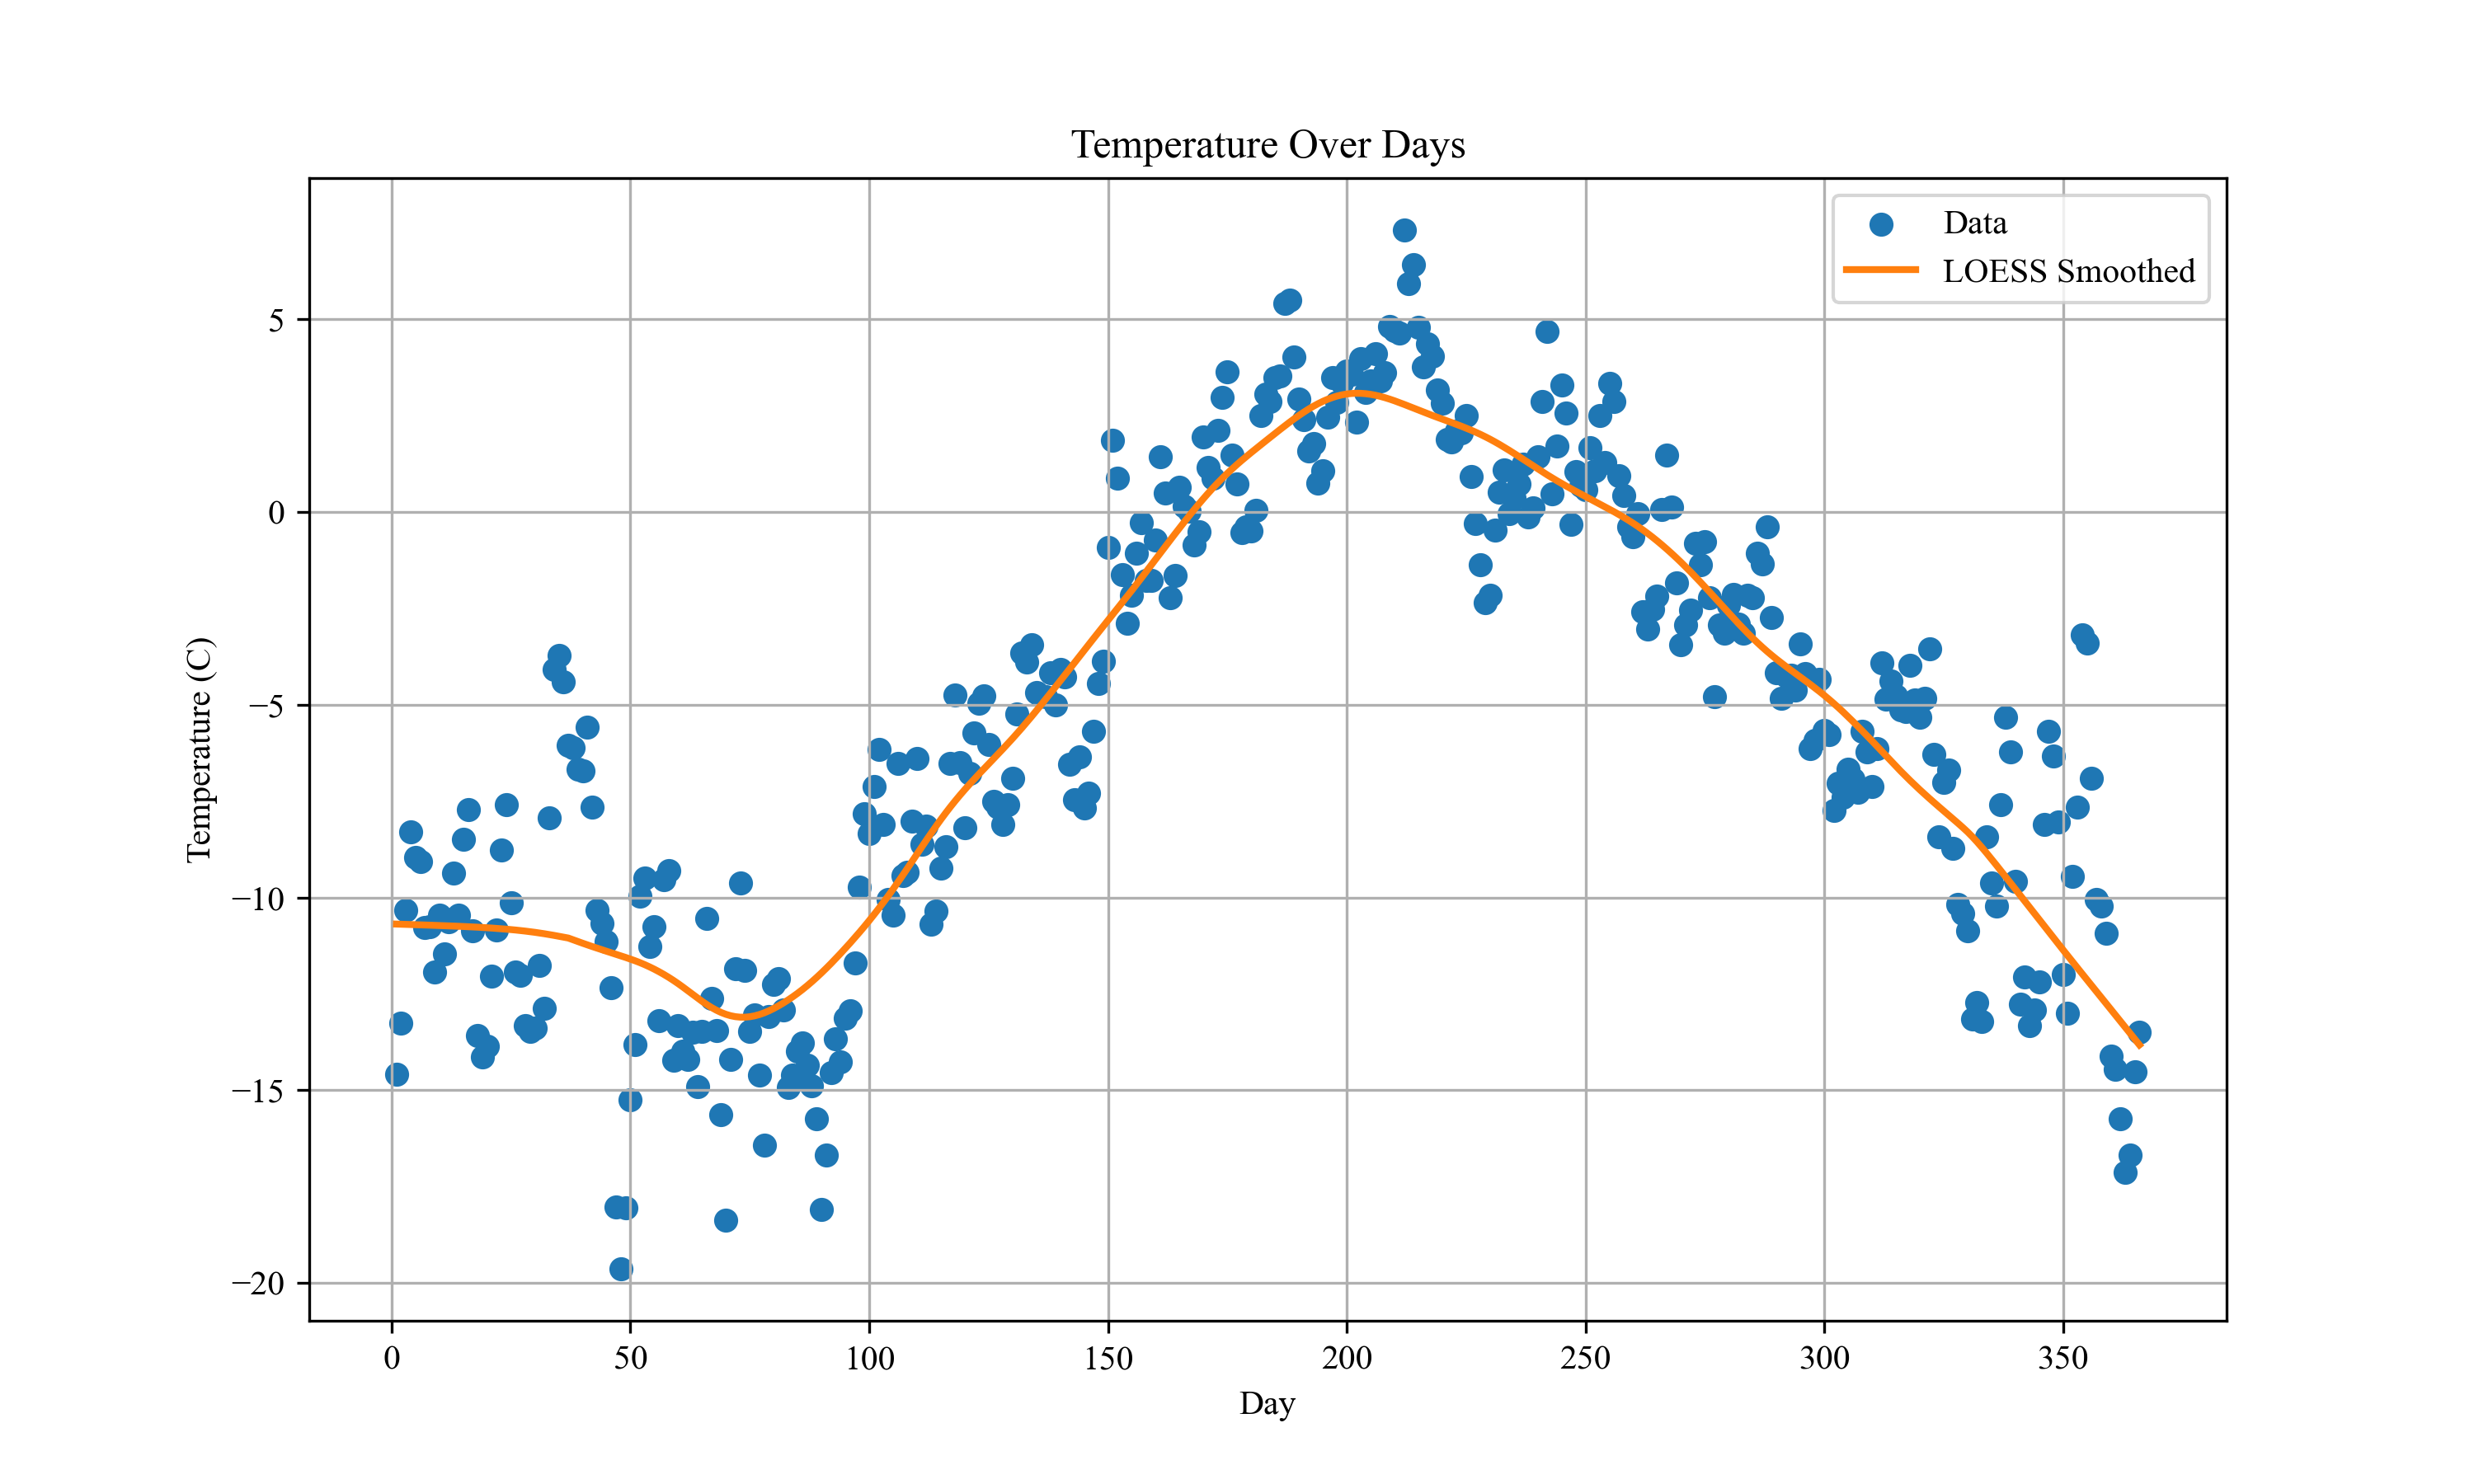 Temperature Over Days
Data
LOESS Smoothed
Temperature (C)
5
0
−5
−10
−15
−20
0 50 100 150 200 250 300 350
Day